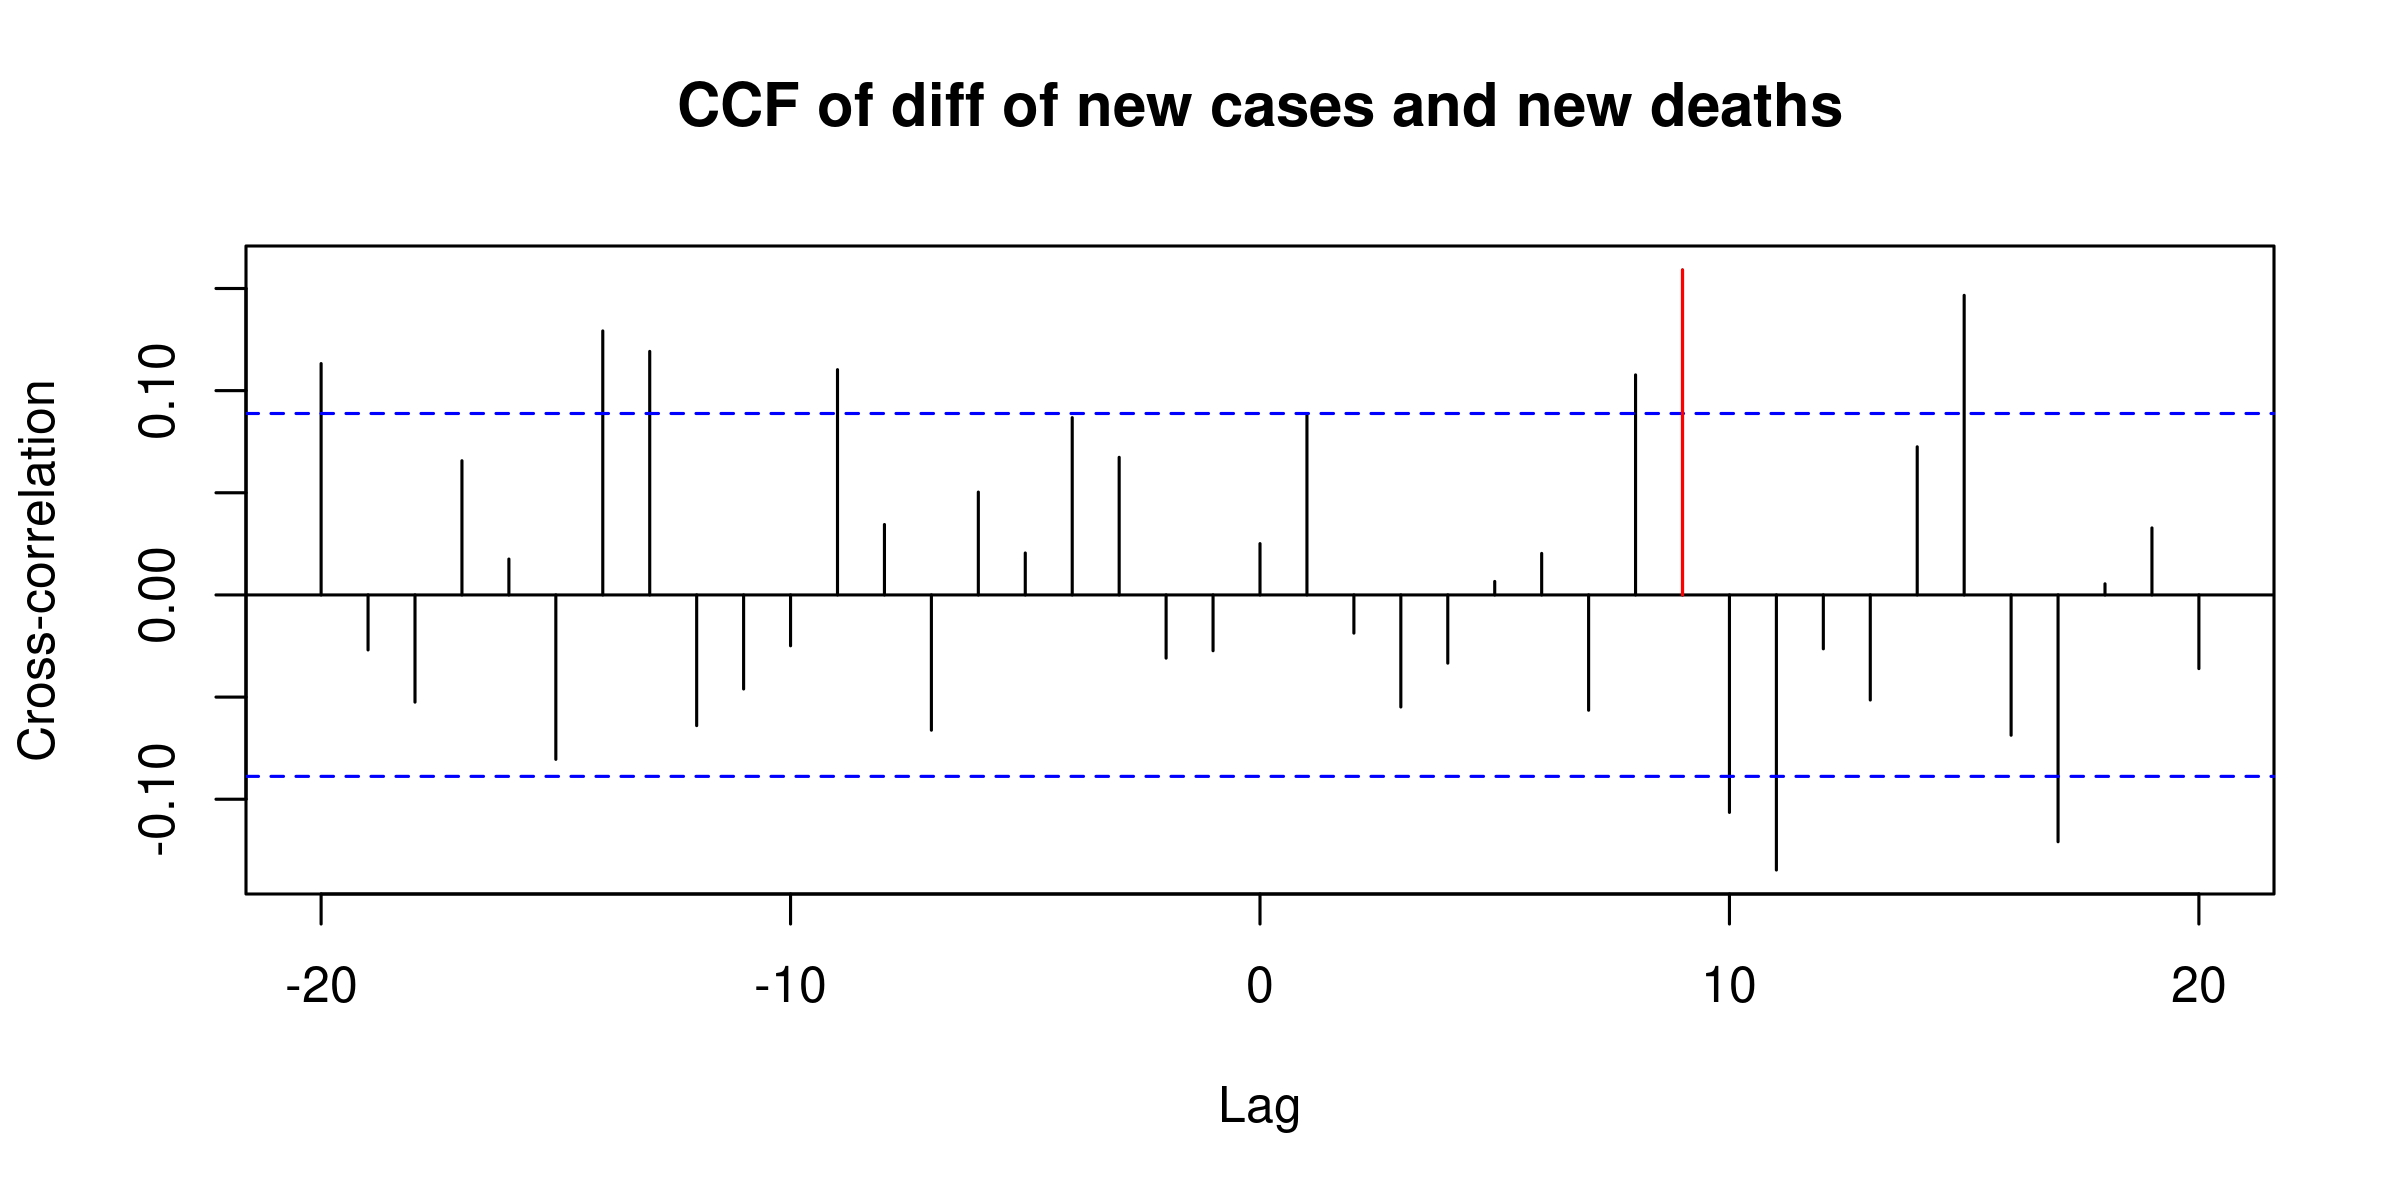 CCF of diff of new cases and new deaths
Cross-correlation
0.10
0.00
-0.10
-20 -10 0 10 20
Lag